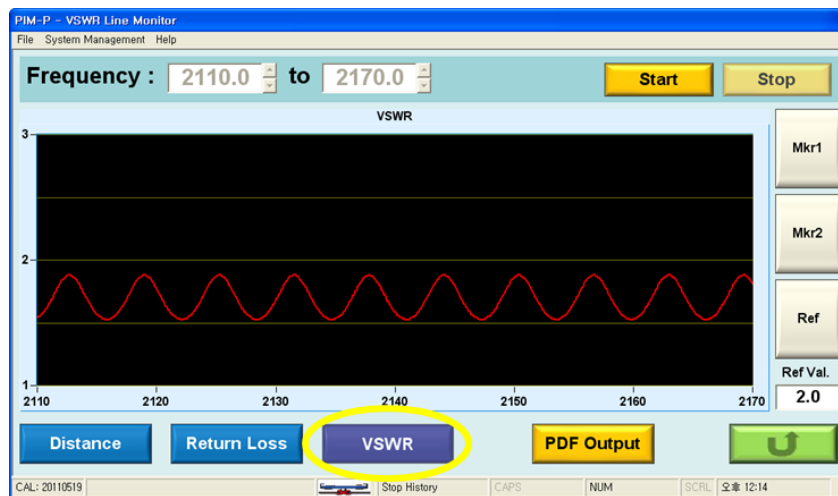 PIM-P - VSWR Line Monitor
File System Management Help
Frequency : 2110.0 to 2170.0 Start Stop
VSWR
3
2
1
2110 2120 2130 2140 2150 2160 2170
Mkr1
Mkr2
Ref
Ref Val.
2.0
Distance Return Loss VSWR PDF Output
CAL: 20110519 Stop History CAPS NUM SCRL 오후 12:14